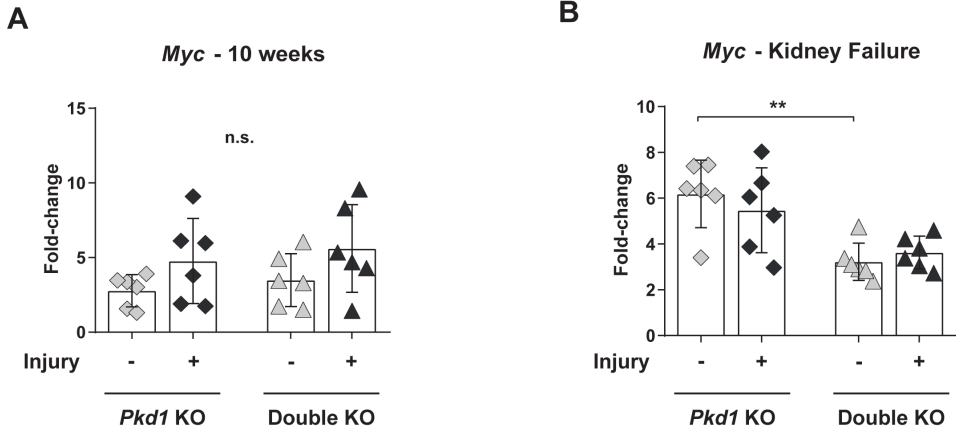 A
Myc - 10 weeks
Fold-change
15
10
5
0
n.s.
Injury - + - +
Pkd1 KO Double KO
B
Myc - Kidney Failure
Fold-change
10
8
6
4
2
0
**
Injury - + - +
Pkd1 KO Double KO